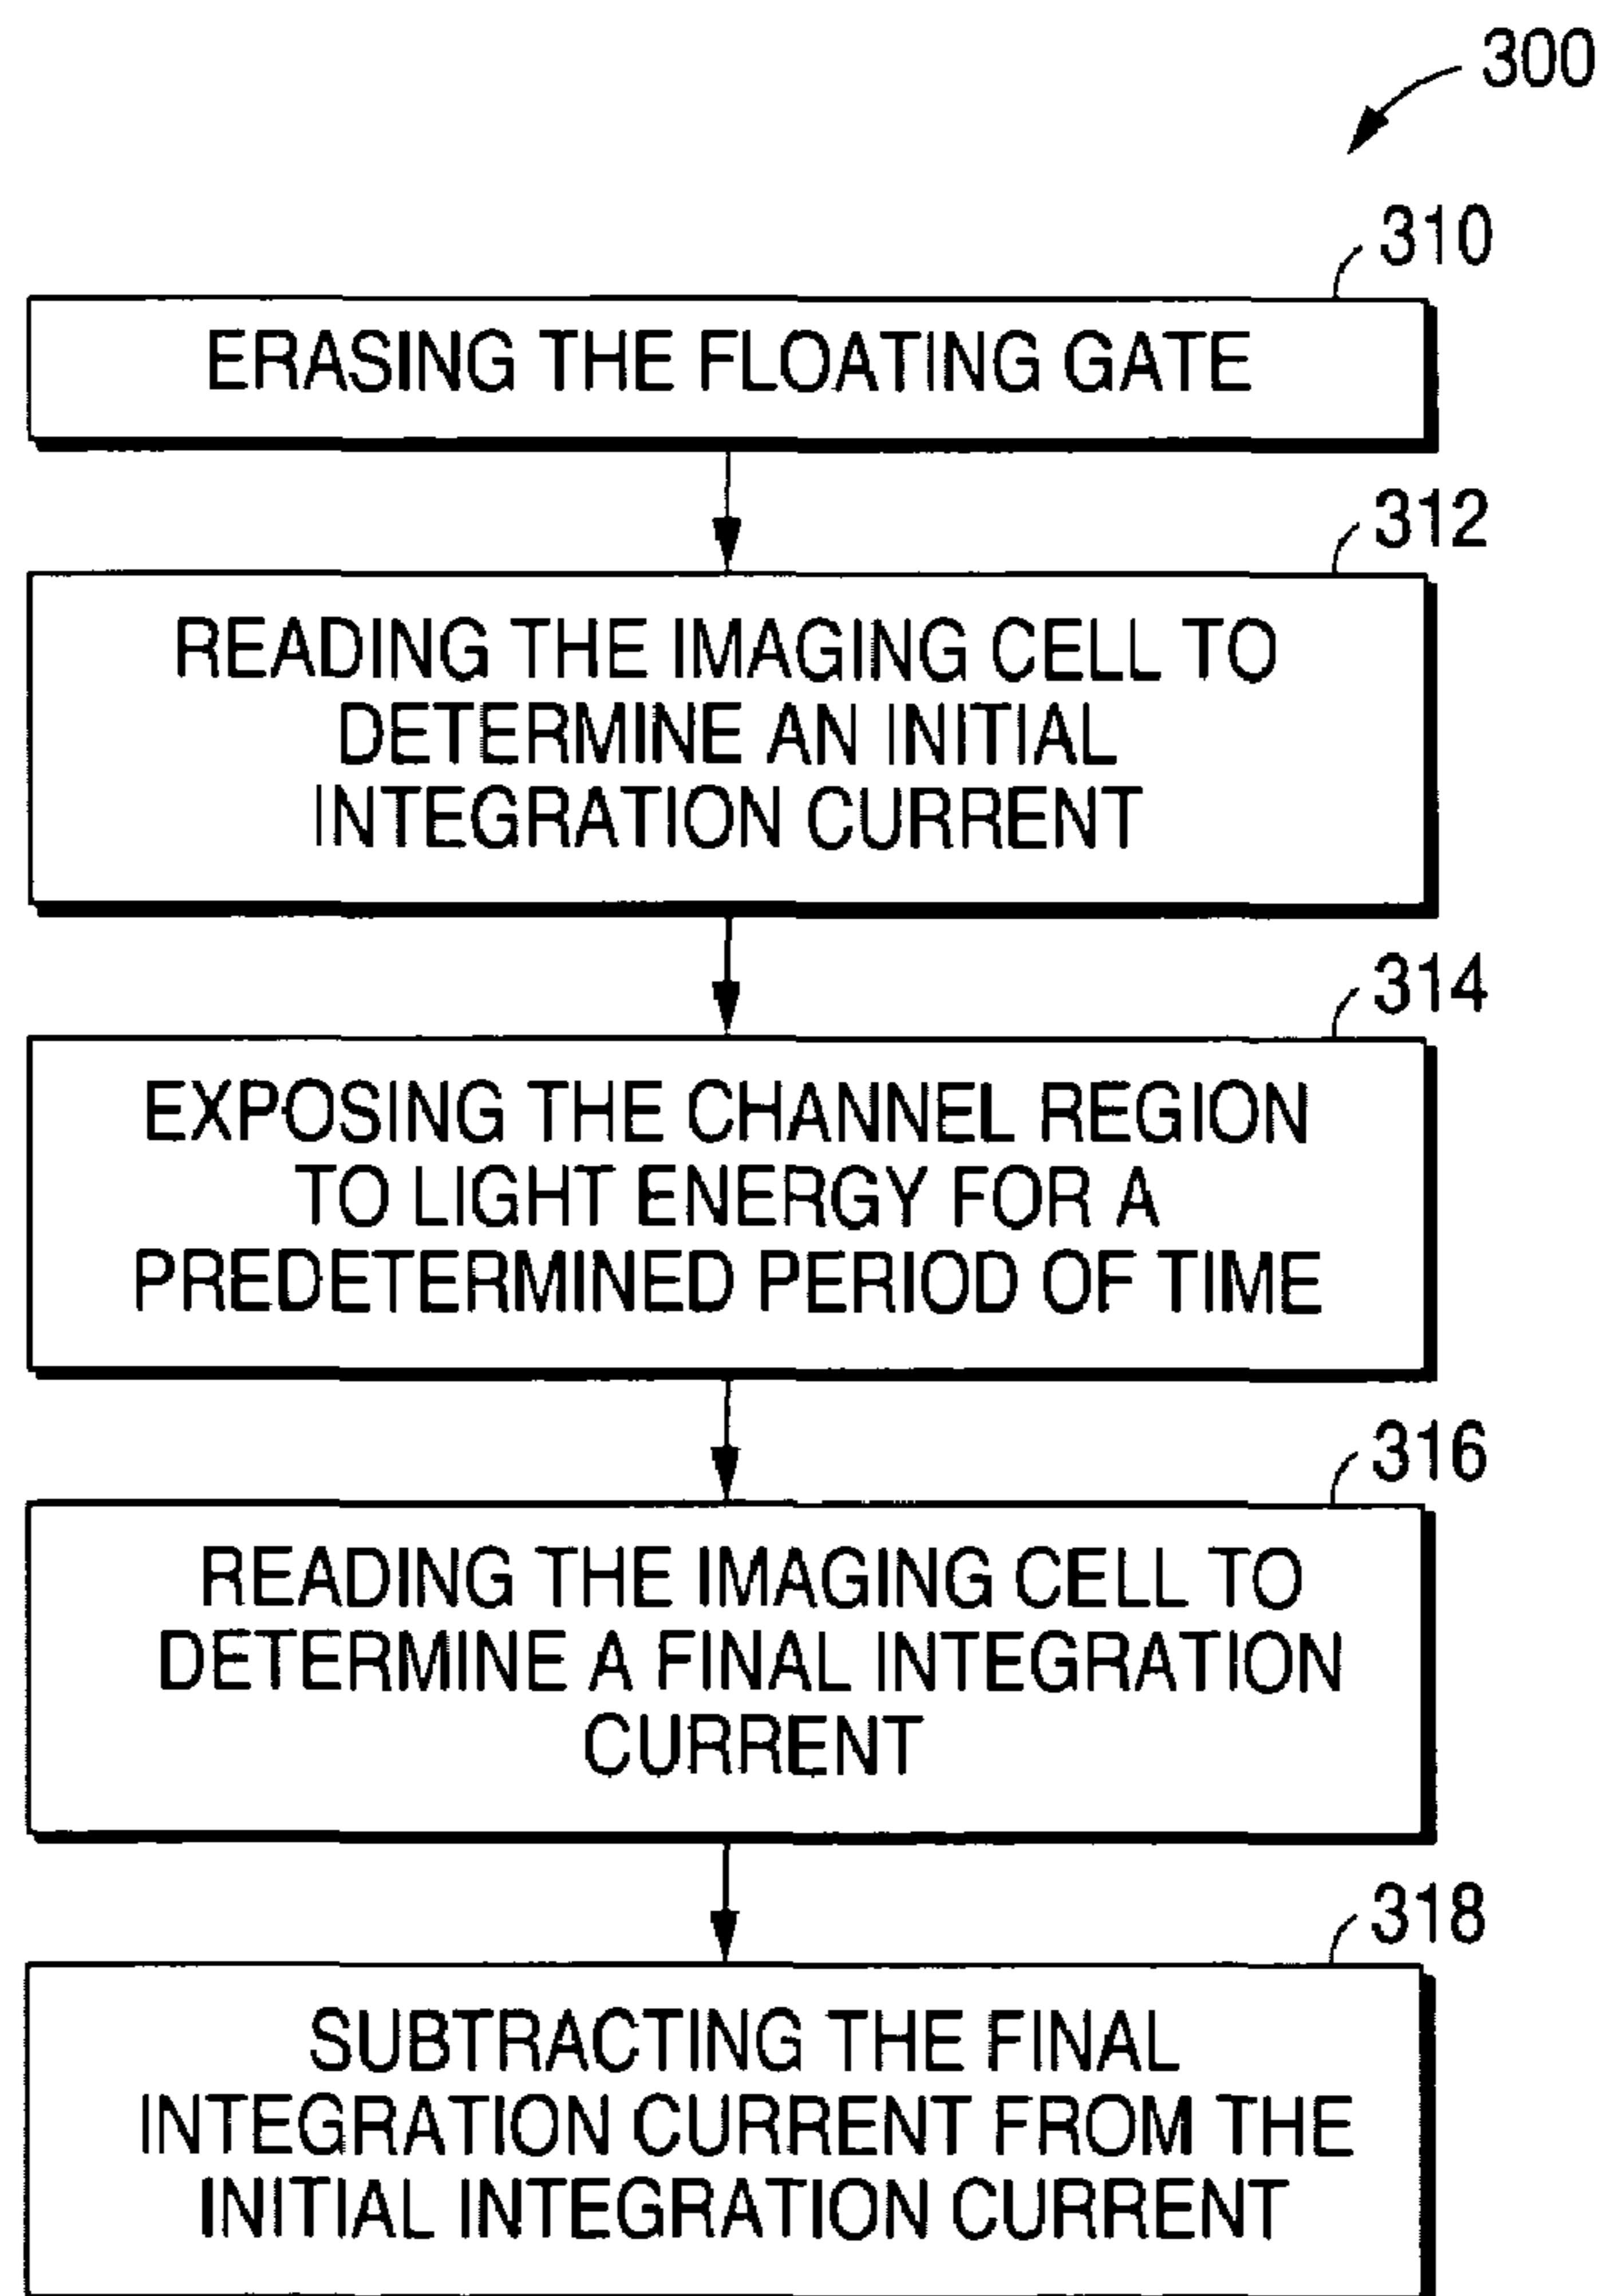 300
310
ERASING THE FLOATING GATE
312
READING THE IMAGING CELL TO
DETERMINE AN INITIAL
INTEGRATION CURRENT
314
EXPOSING THE CHANNEL REGION
TO LIGHT ENERGY FOR A
PREDETERMINED PERIOD OF TIME
316
READING THE IMAGING CELL TO
DETERMINE A FINAL INTEGRATION
CURRENT
318
SUBTRACTING THE FINAL
INTEGRATION CURRENT FROM THE
INITIAL INTEGRATION CURRENT